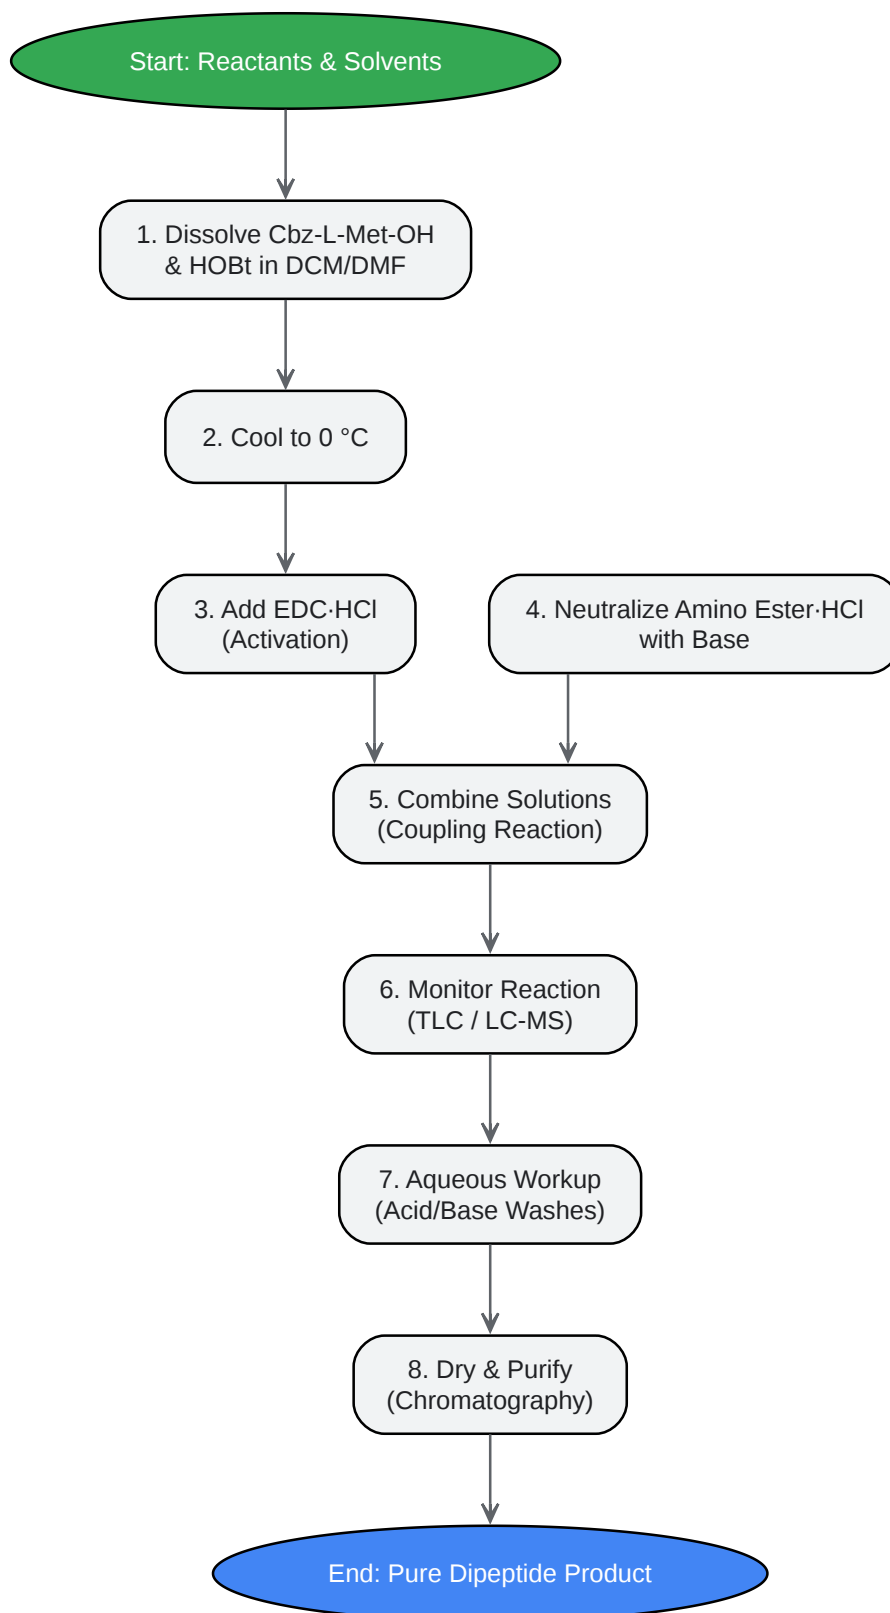 Start: Reactants & Solvents
1. Dissolve Cbz-L-Met-OH
& HOBt in DCM/DMF
2. Cool to 0 °C
3. Add EDC·HCl
(Activation)
4. Neutralize Amino Ester·HCl
with Base
5. Combine Solutions
(Coupling Reaction)
6. Monitor Reaction
(TLC / LC-MS)
7. Aqueous Workup
(Acid/Base Washes)
8. Dry & Purify
(Chromatography)
End: Pure Dipeptide Product